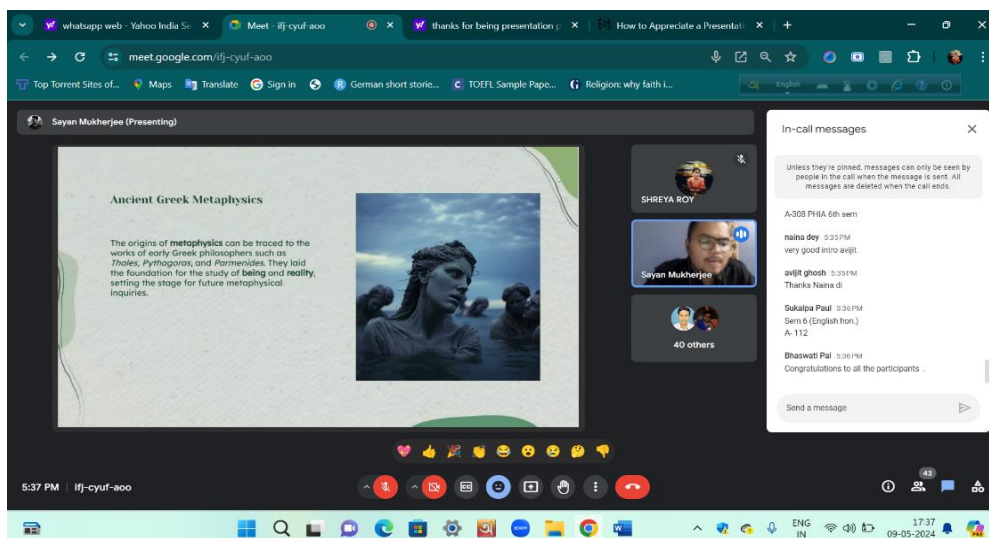 whatsapp web - Yahoo India Se
Meet - ifj-cyuf-aoo
thanks for being presentation p
How to Appreciate a Presentati
meet.google.com/ifj-cyuf-aoo
Top Torrent Sites of...
Maps
Translate
Sign in
German short storie...
TOEFL Sample Pape...
Religion: why faith i...
English
Sayan Mukherjee (Presenting)
Ancient Greek Metaphysics
The origins of metaphysics can be traced to the
works of early Greek philosophers such as
Thales, Pythagoras, and Parmenides. They laid
the foundation for the study of being and reality,
setting the stage for future metaphysical
inquiries.
SHREYA ROY
Sayan Mukherjee
40 others
In-call messages
Unless they're pinned, messages can only be seen by
people in the call when the message is sent. All
messages are deleted when the call ends.
A-308 PHIA 6th sem
naina dey 5:35 PM
very good intro avijit
avijit ghosh 5:35 PM
Thanks Naina di
Sukalpa Paul 5:36 PM
Sem 6 (English hon.)
A- 112
Bhaswati Pal 5:36 PM
Congratulations to all the participants .
Send a message
5:37 PM | ifj-cyuf-aoo
43
ENG
IN
17:37
09-05-2024